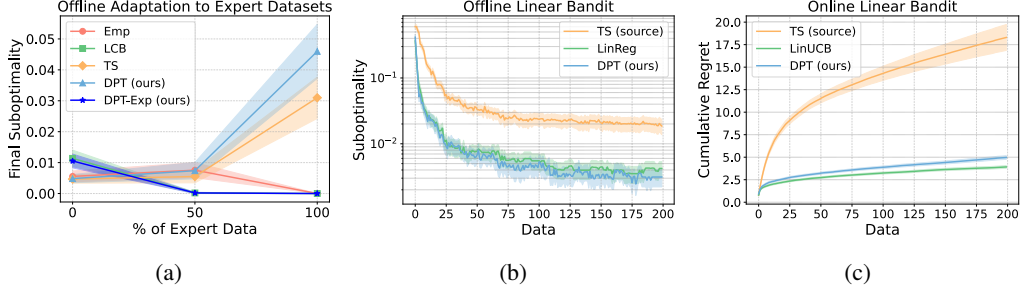 Offline Adaptation to Expert Datasets
Final Suboptimality
0.05
0.04
0.03
0.02
0.01
0.00
Emp
LCB
TS
DPT (ours)
DPT-Exp (ours)
0
50
100
% of Expert Data
(a)
Offline Linear Bandit
Suboptimality
10⁻¹
10⁻²
TS (source)
LinReg
DPT (ours)
0 25 50 75 100 125 150 175 200
Data
(b)
Online Linear Bandit
Cumulative Regret
20.0
17.5
15.0
12.5
10.0
7.5
5.0
2.5
0.0
TS (source)
LinUCB
DPT (ours)
0 25 50 75 100 125 150 175 200
Data
(c)